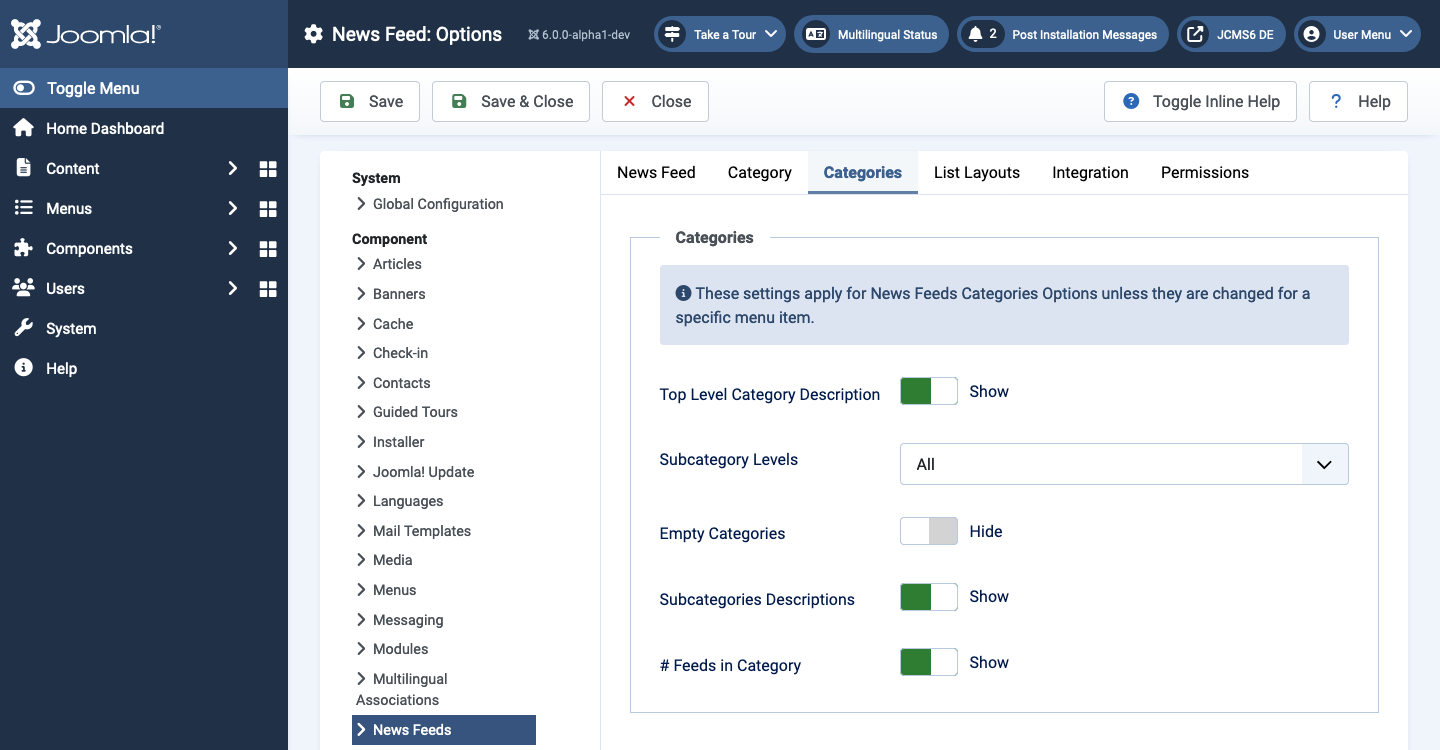 Joomla!®
News Feed: Options
6.0.0-alpha1-dev
Take a Tour
Multilingual Status
2 Post Installation Messages
JCMS6 DE
User Menu
Toggle Menu
Home Dashboard
Content
Menus
Components
Users
System
Help
Save
Save & Close
Close
Toggle Inline Help
Help
System
Global Configuration
Component
Articles
Banners
Cache
Check-in
Contacts
Guided Tours
Installer
Joomla! Update
Languages
Mail Templates
Media
Menus
Messaging
Modules
Multilingual
Associations
News Feeds
News Feed
Category
Categories
List Layouts
Integration
Permissions
Categories
These settings apply for News Feeds Categories Options unless they are changed for a
specific menu item.
Top Level Category Description Show
Subcategory Levels All
Empty Categories Hide
Subcategories Descriptions Show
# Feeds in Category Show